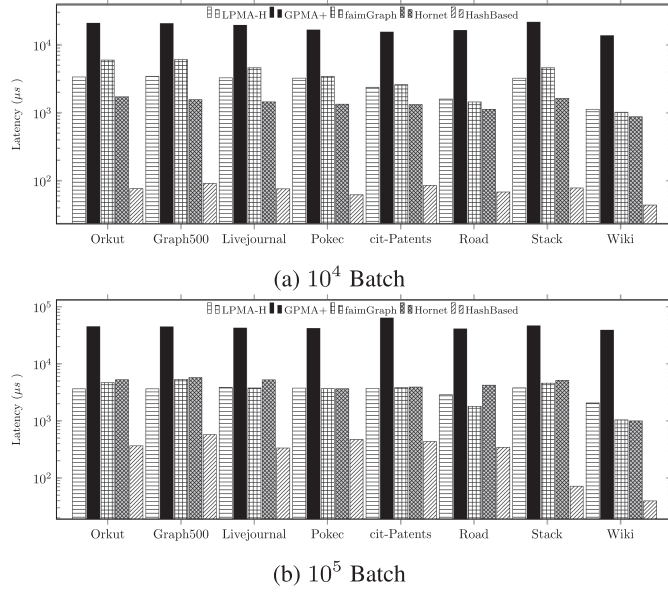 LPMA-H GPMA+ faimGraph Hornet HashBased
10^4
10^3
10^2
Latency (μs)
Orkut Graph500 Livejournal Pokec cit-Patents Road Stack Wiki
(a) 10^4 Batch
LPMA-H GPMA+ faimGraph Hornet HashBased
10^5
10^4
10^3
10^2
Latency (μs)
Orkut Graph500 Livejournal Pokec cit-Patents Road Stack Wiki
(b) 10^5 Batch